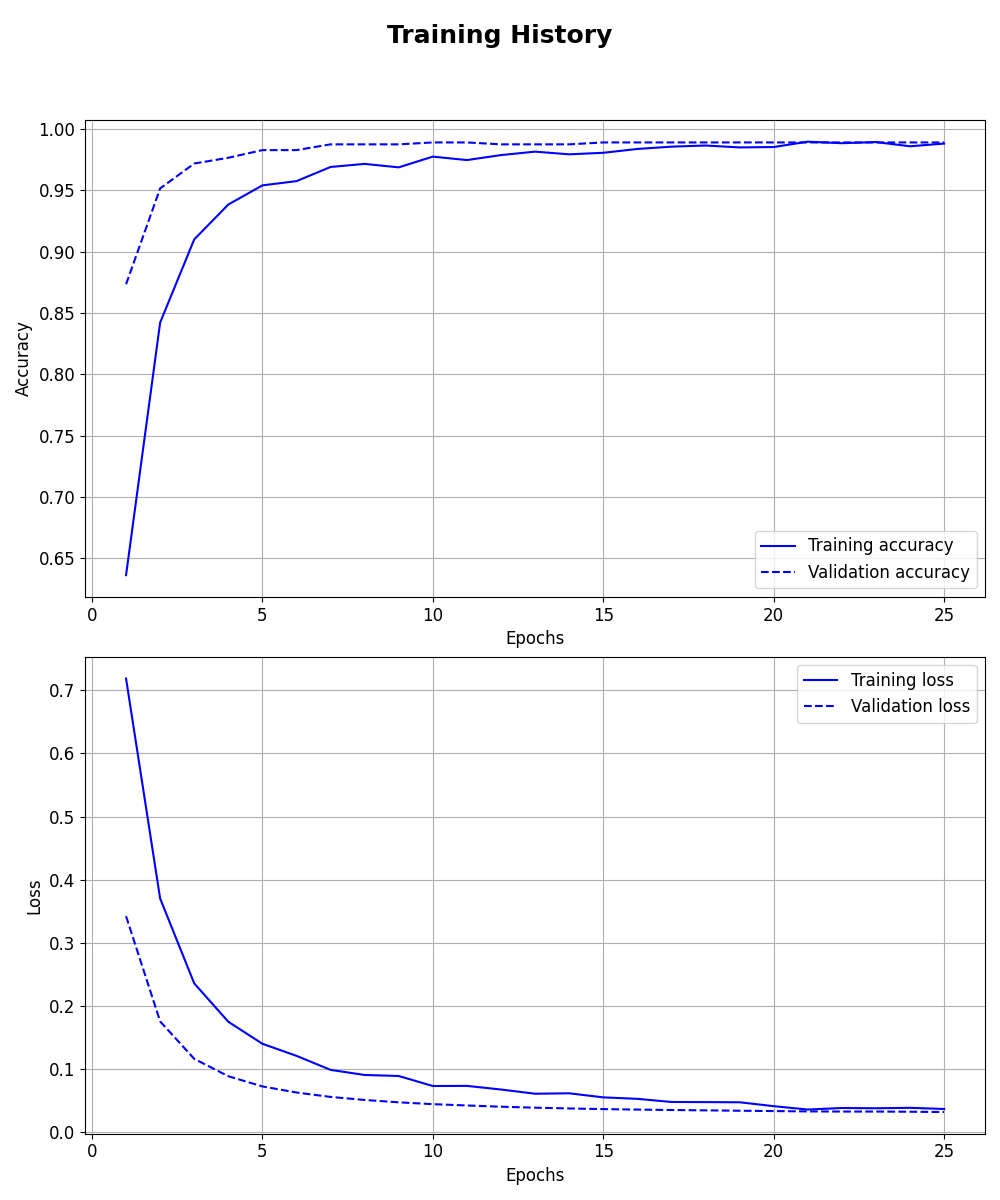 Training History
1.00
0.95
0.90
0.85
0.80
0.75
0.70
0.65
Accuracy
Training accuracy
Validation accuracy
0 5 10 15 20 25
Epochs
0.7
0.6
0.5
0.4
0.3
0.2
0.1
0.0
Loss
Training loss
Validation loss
0 5 10 15 20 25
Epochs